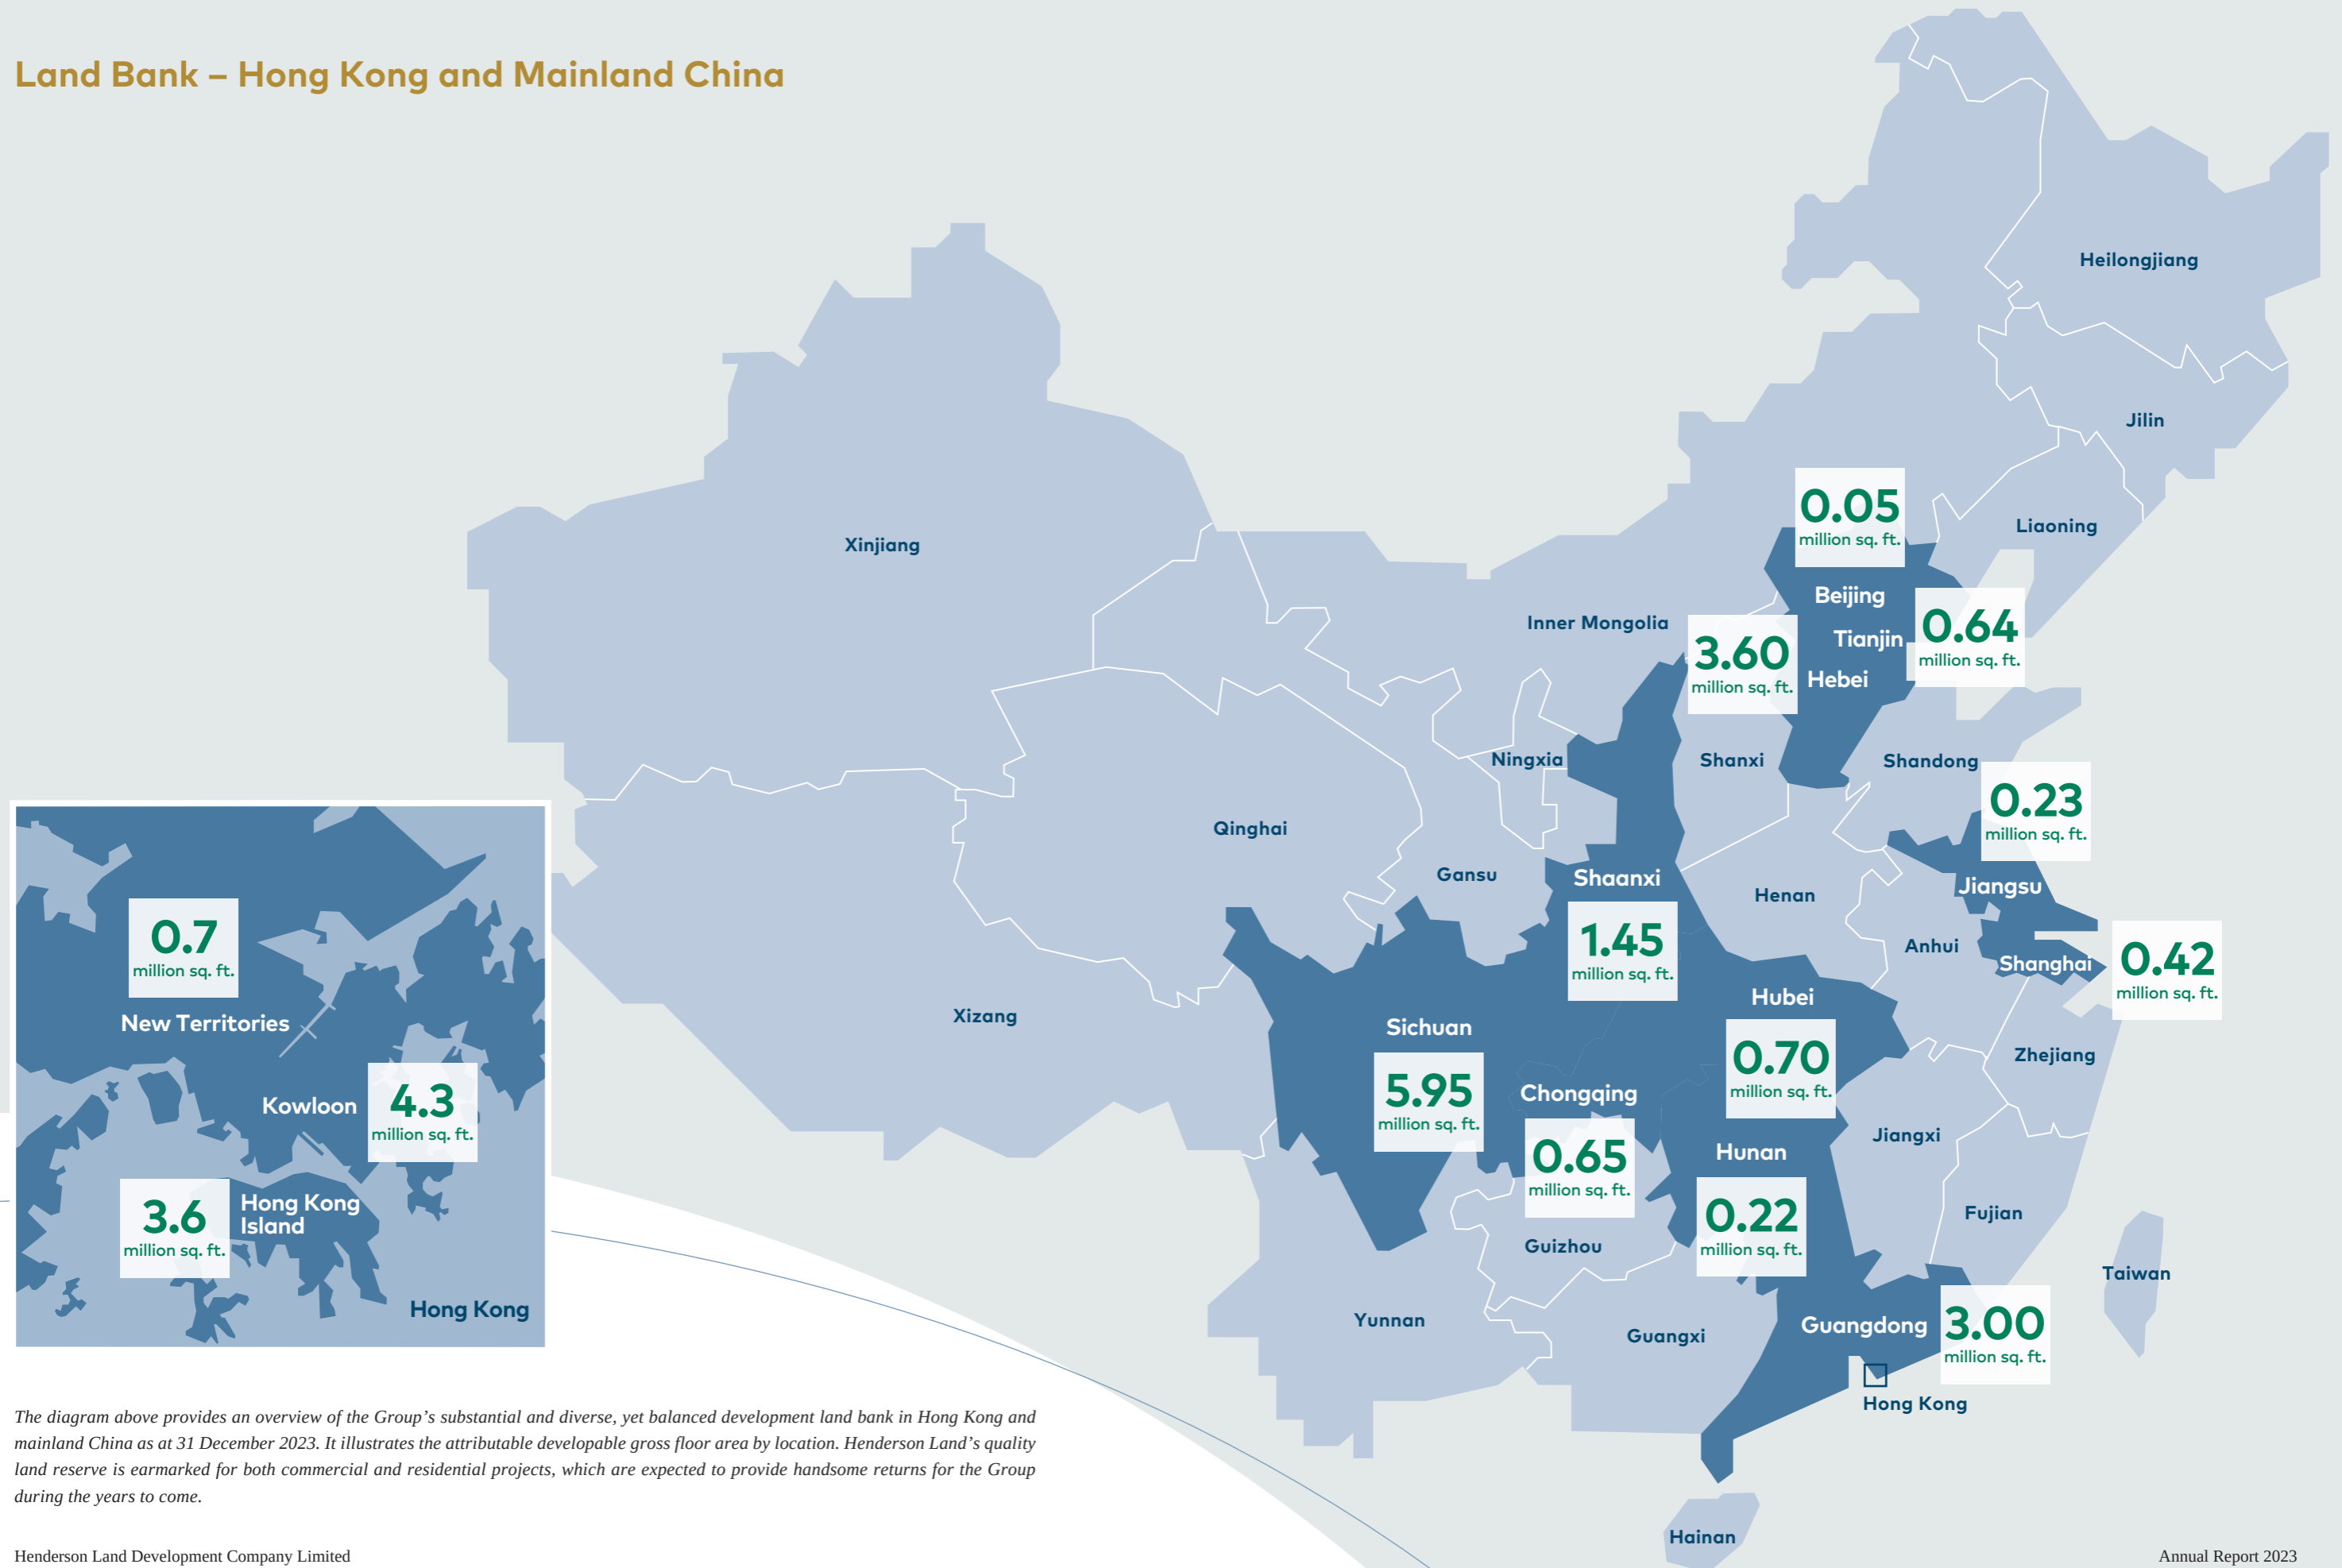 Land Bank – Hong Kong and Mainland China
Heilongjiang
Jilin
0.05
million sq. ft.
Liaoning
Xinjiang
Beijing
Inner Mongolia
0.64
million sq. ft.
Tianjin
3.60
million sq. ft.
Hebei
Ningxia
Shanxi
Shandong
0.23
million sq. ft.
Qinghai
Gansu
Shaanxi
Henan
Jiangsu
1.45
million sq. ft.
Anhui
Shanghai
0.42
million sq. ft.
Hubei
Xizang
Sichuan
0.70
million sq. ft.
Zhejiang
5.95
million sq. ft.
Chongqing
Jiangxi
0.65
million sq. ft.
Hunan
0.22
million sq. ft.
Fujian
Guizhou
Taiwan
Yunnan
Guangxi
Guangdong
3.00
million sq. ft.
Hong Kong
Hainan
0.7
million sq. ft.
New Territories
Kowloon
4.3
million sq. ft.
3.6
million sq. ft.
Hong Kong
Island
Hong Kong
The diagram above provides an overview of the Group’s substantial and diverse, yet balanced development land bank in Hong Kong and
mainland China as at 31 December 2023. It illustrates the attributable developable gross floor area by location. Henderson Land’s quality
land reserve is earmarked for both commercial and residential projects, which are expected to provide handsome returns for the Group
during the years to come.
Henderson Land Development Company Limited
Annual Report 2023